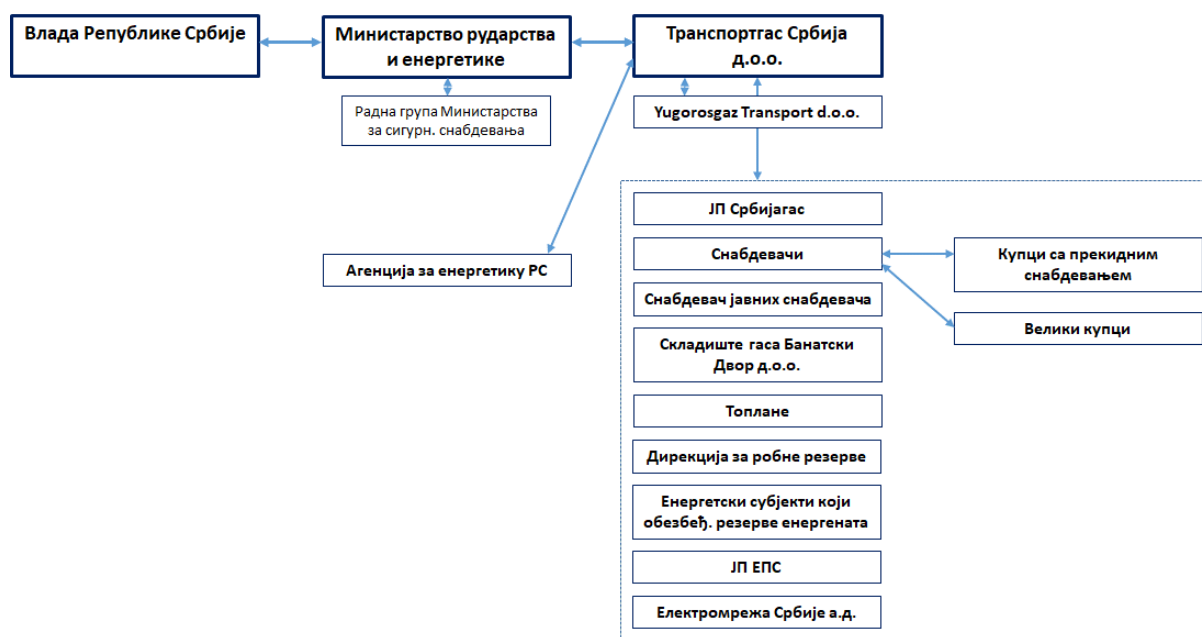 Влада Републике Србије
Министарство рударства
и енергетике
Транспортгас Србија
д.о.о.
Радна група Министарства
за сигурн. снабдевања
Yugorosgaz Transport d.o.o.
Агенција за енергетику РС
ЈП Србијагас
Снабдевачи
Купци са прекидним
снабдевањем
Снабдевач јавних снабдевача
Велики купци
Складиште гаса Банатски
Двор д.о.о.
Топлане
Дирекција за робне резерве
Енергетски субјекти који
обезбеђ. резерве енергената
ЈП ЕПС
Електромрежа Србије а.д.